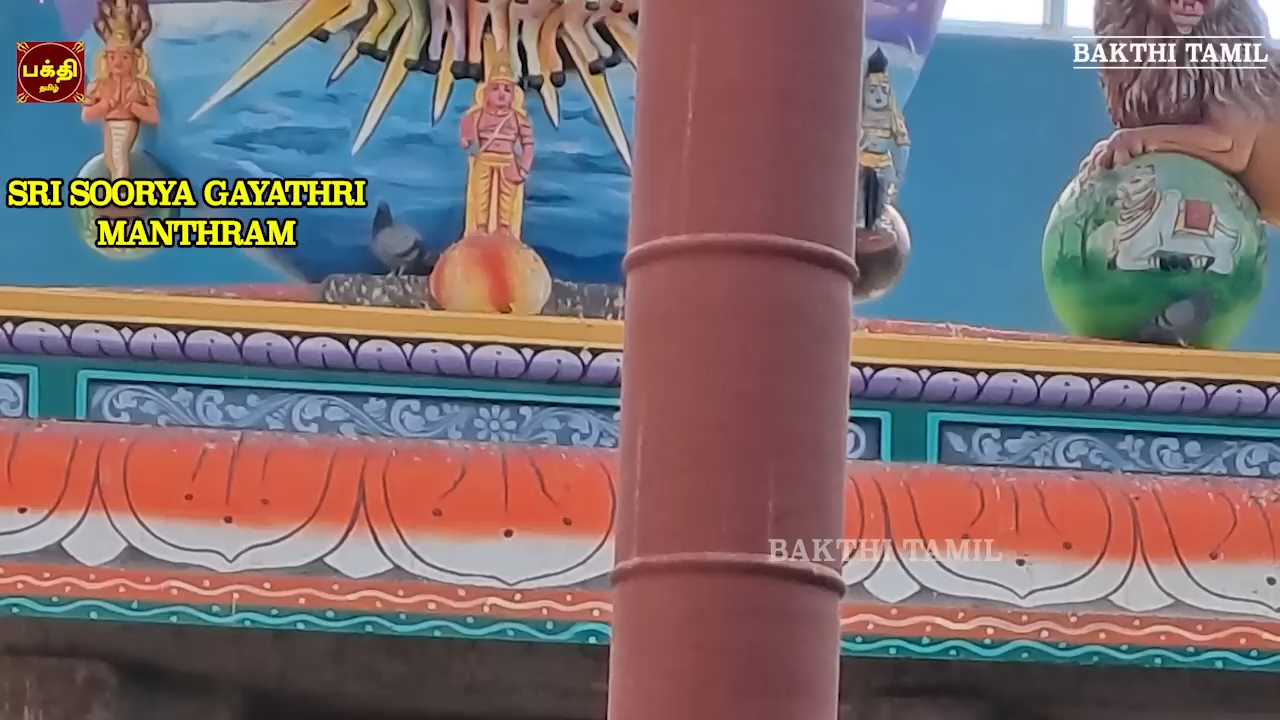 பக்தி
தமிழ்
BAKTHI TAMIL
SRI SOORYA GAYATHRI
MANTHRAM
BAKTHI TAMIL